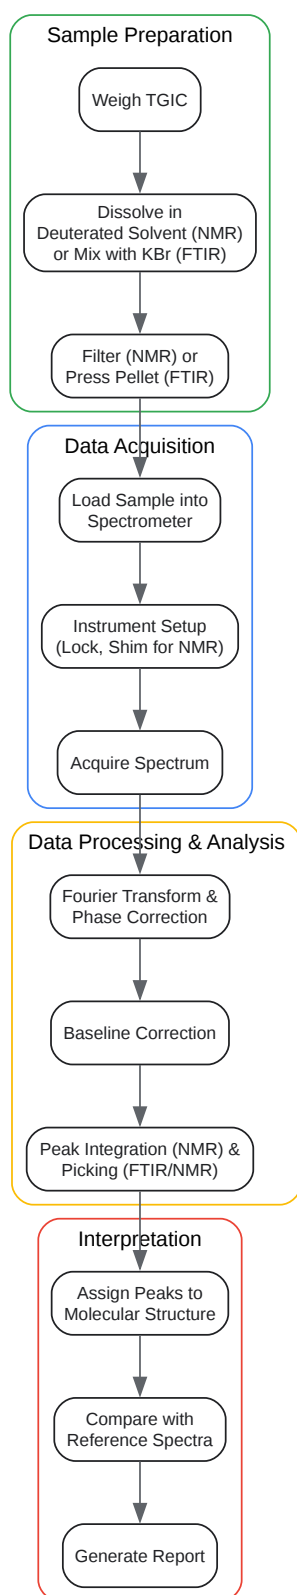 Sample Preparation
Weigh TGIC
Dissolve in
Deuterated Solvent (NMR)
or Mix with KBr (FTIR)
Filter (NMR) or
Press Pellet (FTIR)
Data Acquisition
Load Sample into
Spectrometer
Instrument Setup
(Lock, Shim for NMR)
Acquire Spectrum
Data Processing & Analysis
Fourier Transform &
Phase Correction
Baseline Correction
Peak Integration (NMR) &
Picking (FTIR/NMR)
Interpretation
Assign Peaks to
Molecular Structure
Compare with
Reference Spectra
Generate Report